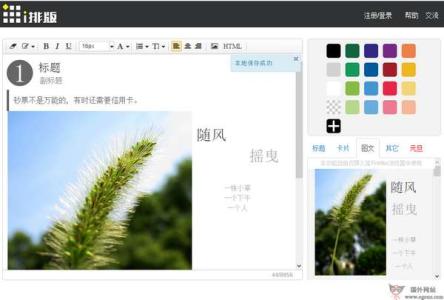 i排版
注册/登录 帮助 交流
B I U 16px A T HTML
本地保存成功
1 标题
副标题
钞票不是万能的，有时还需要信用卡。
随风
摇曳
一株小草
一个下午
一个人
标题 卡片 图文 其它 元旦
随风
摇曳
一株小草
一个下午
一个人
国外网站